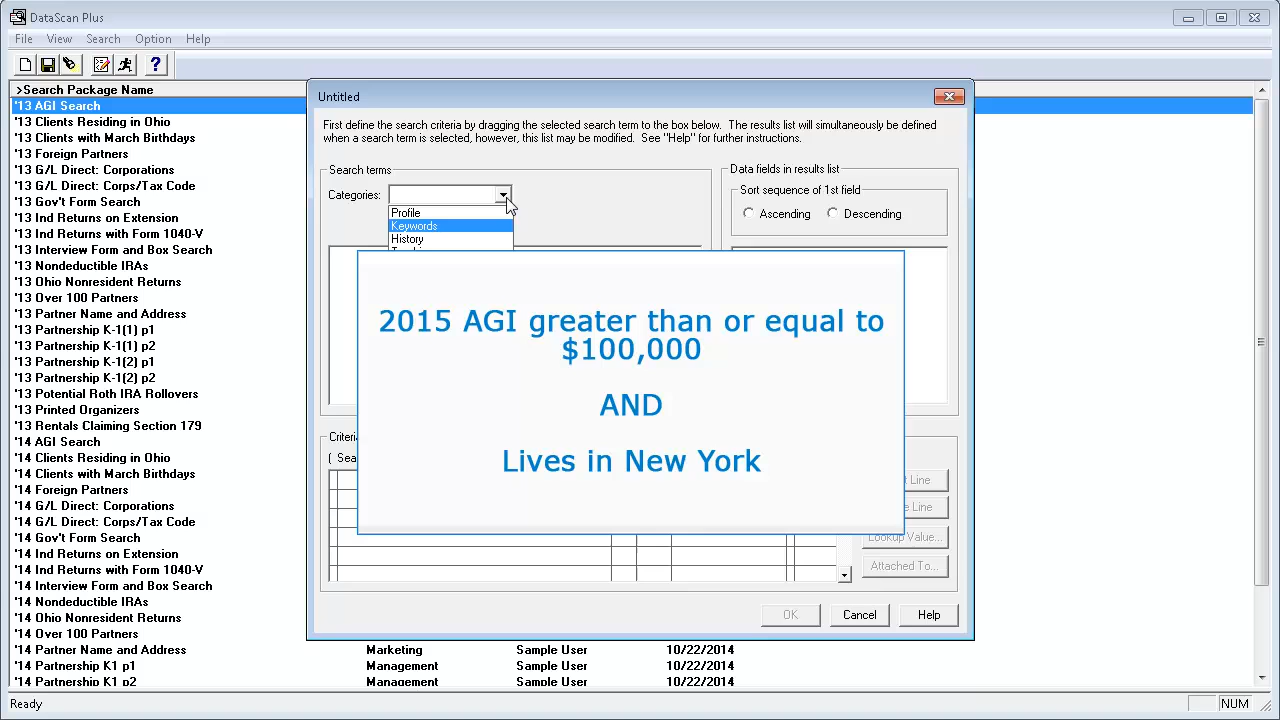 DataScan Plus
File View Search Option Help
>Search Package Name
'13 AGI Search
'13 Clients Residing in Ohio
'13 Clients with March Birthdays
'13 Foreign Partners
'13 G/L Direct: Corporations
'13 G/L Direct: Corps/Tax Code
'13 Gov't Form Search
'13 Ind Returns on Extension
'13 Ind Returns with Form 1040-V
'13 Interview Form and Box Search
'13 Nondeductible IRAs
'13 Ohio Nonresident Returns
'13 Over 100 Partners
'13 Partner Name and Address
'13 Partnership K-1(1) p1
'13 Partnership K-1(1) p2
'13 Partnership K-1(2) p1
'13 Partnership K-1(2) p2
'13 Potential Roth IRA Rollovers
'13 Printed Organizers
'13 Rentals Claiming Section 179
'14 AGI Search
'14 Clients Residing in Ohio
'14 Clients with March Birthdays
'14 Foreign Partners
'14 G/L Direct: Corporations
'14 G/L Direct: Corps/Tax Code
'14 Gov't Form Search
'14 Ind Returns on Extension
'14 Ind Returns with Form 1040-V
'14 Interview Form and Box Search
'14 Nondeductible IRAs
'14 Ohio Nonresident Returns
'14 Over 100 Partners
'14 Partner Name and Address Marketing Sample User 10/22/2014
'14 Partnership K1 p1 Management Sample User 10/22/2014
'14 Partnership K1 p2 Management Sample User 10/22/2014
Untitled
First define the search criteria by dragging the selected search term to the box below. The results list will simultaneously be defined
when a search term is selected, however, this list may be modified. See "Help" for further instructions.
Search terms
Categories:
Profile
Keywords
History
Data fields in results list
Sort sequence of 1st field
Ascending Descending
2015 AGI greater than or equal to
$100,000
AND
Lives in New York
Line
Line
Lookup Value...
Attached To...
OK Cancel Help
Ready NUM